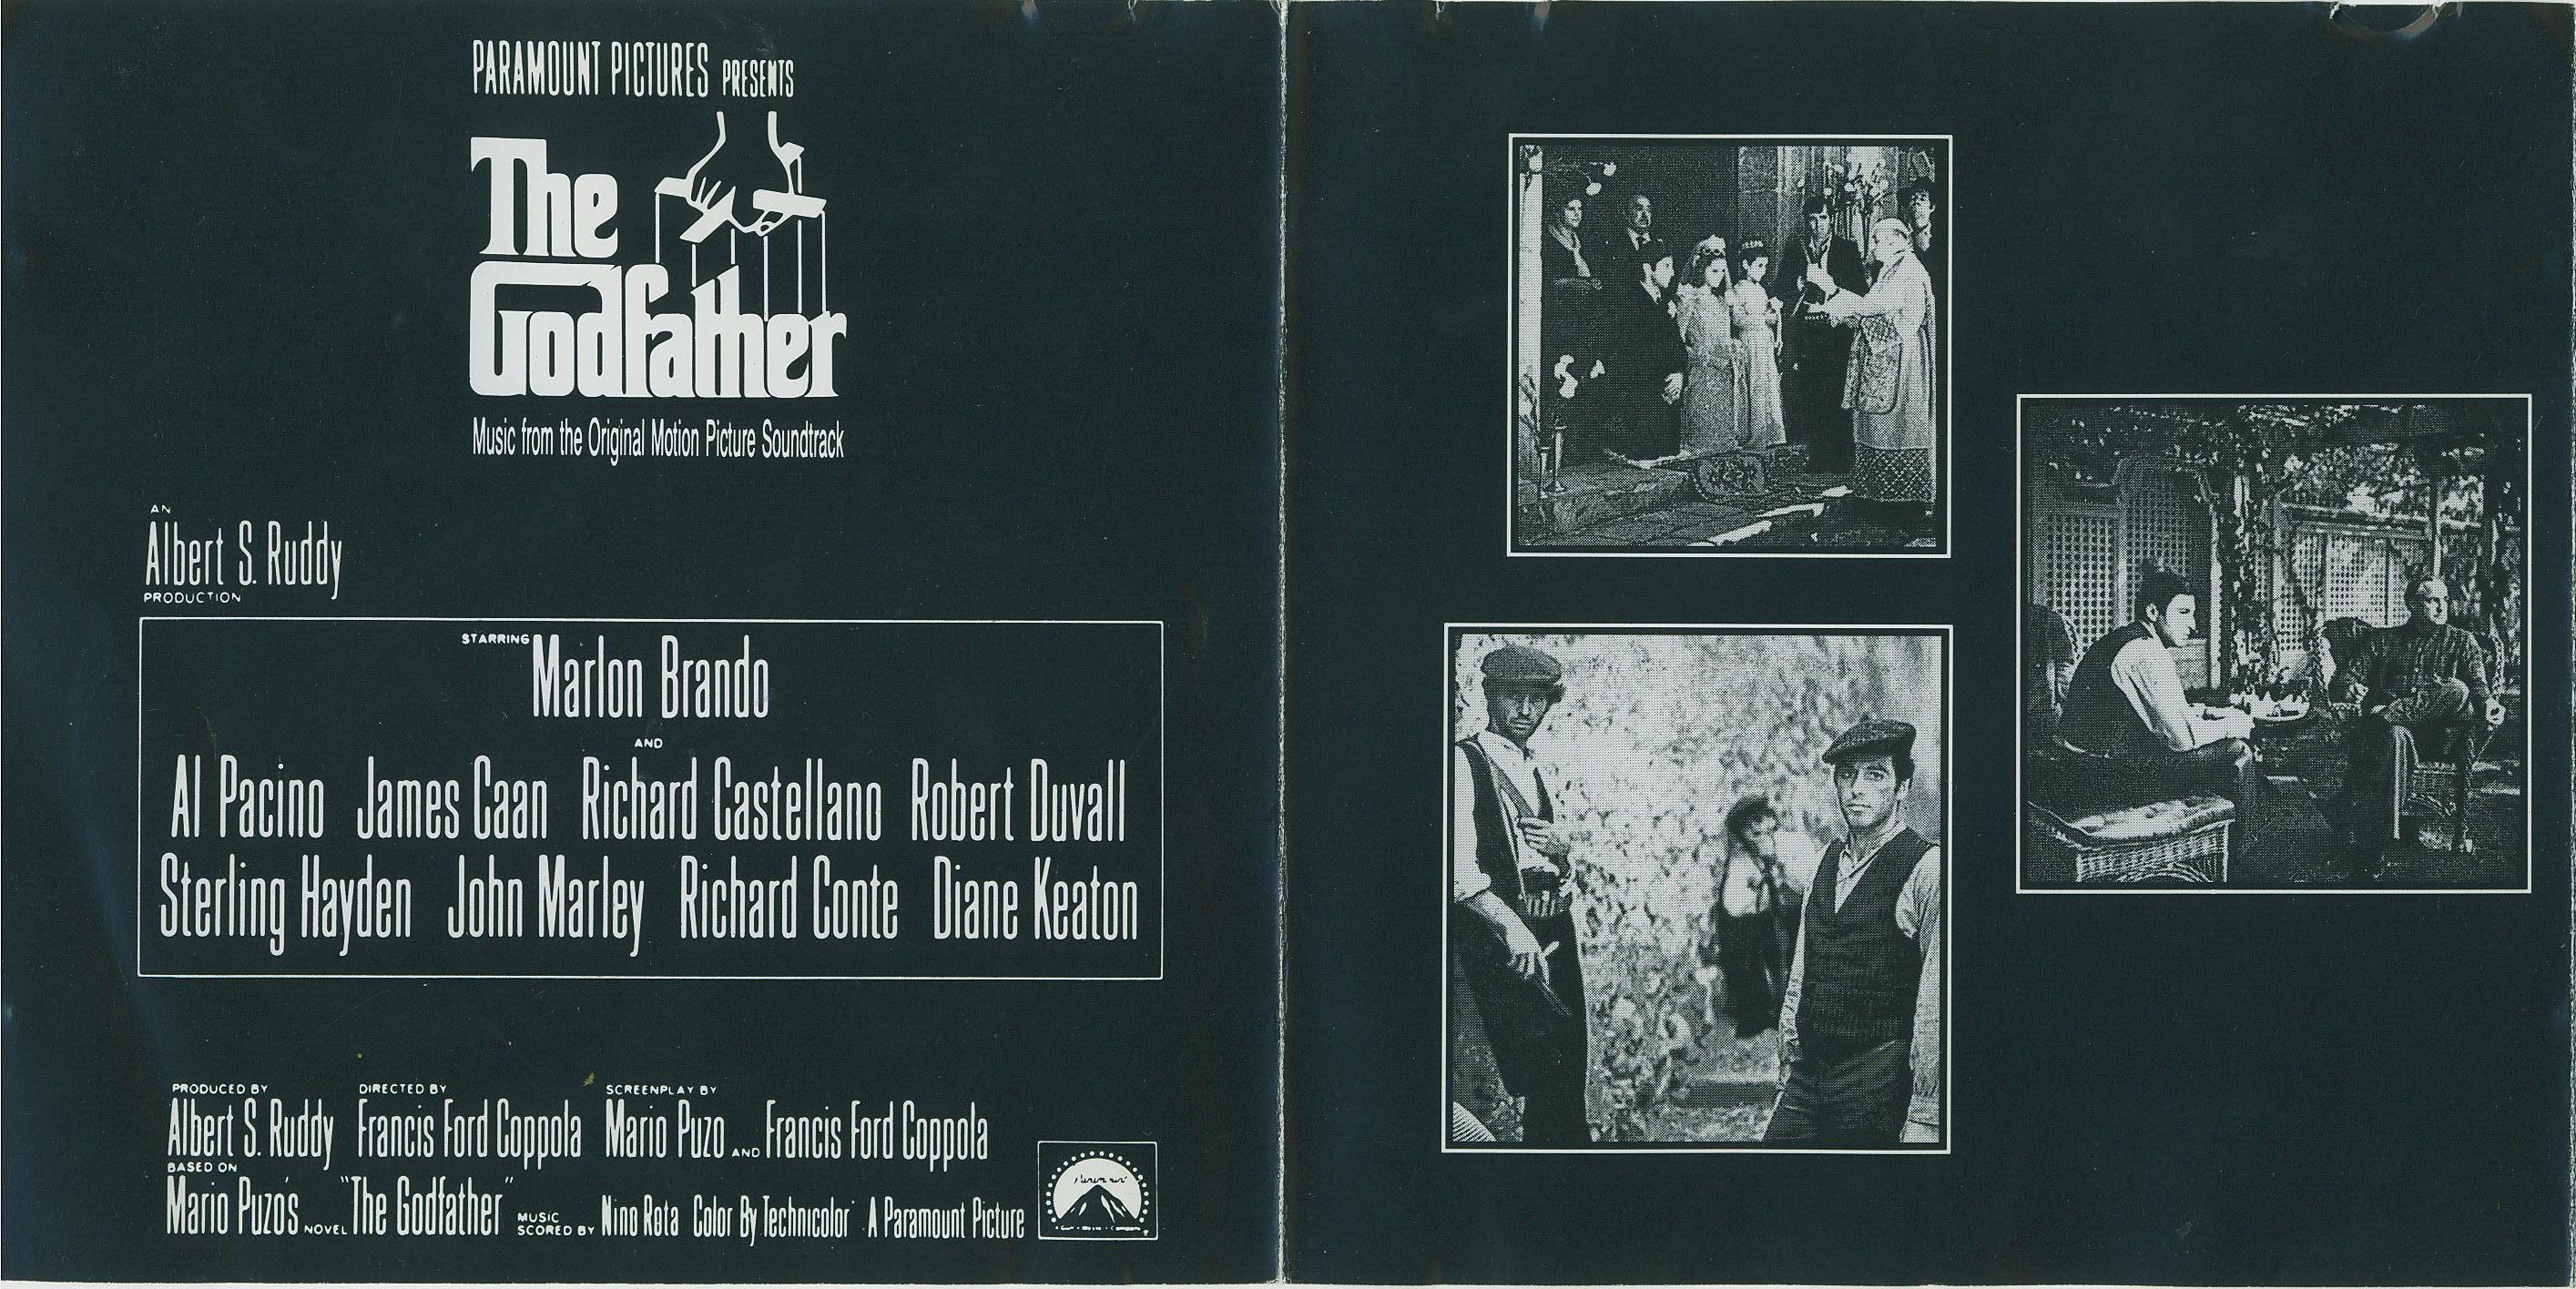 PARAMOUNT PICTURES PRESENTS
The
Godfather
Music from the Original Motion Picture Soundtrack
AN
Albert S. Ruddy
PRODUCTION
STARRING Marlon Brando
AND
Al Pacino James Caan Richard Castellano Robert Duvall
Sterling Hayden John Marley Richard Conte Diane Keaton
PRODUCED BY DIRECTED BY SCREENPLAY BY
Albert S. Ruddy Francis Ford Coppola Mario Puzo AND Francis Ford Coppola
BASED ON
Mario Puzo's NOVEL "The Godfather" MUSIC SCORED BY Nino Rota Color By Technicolor A Paramount Picture